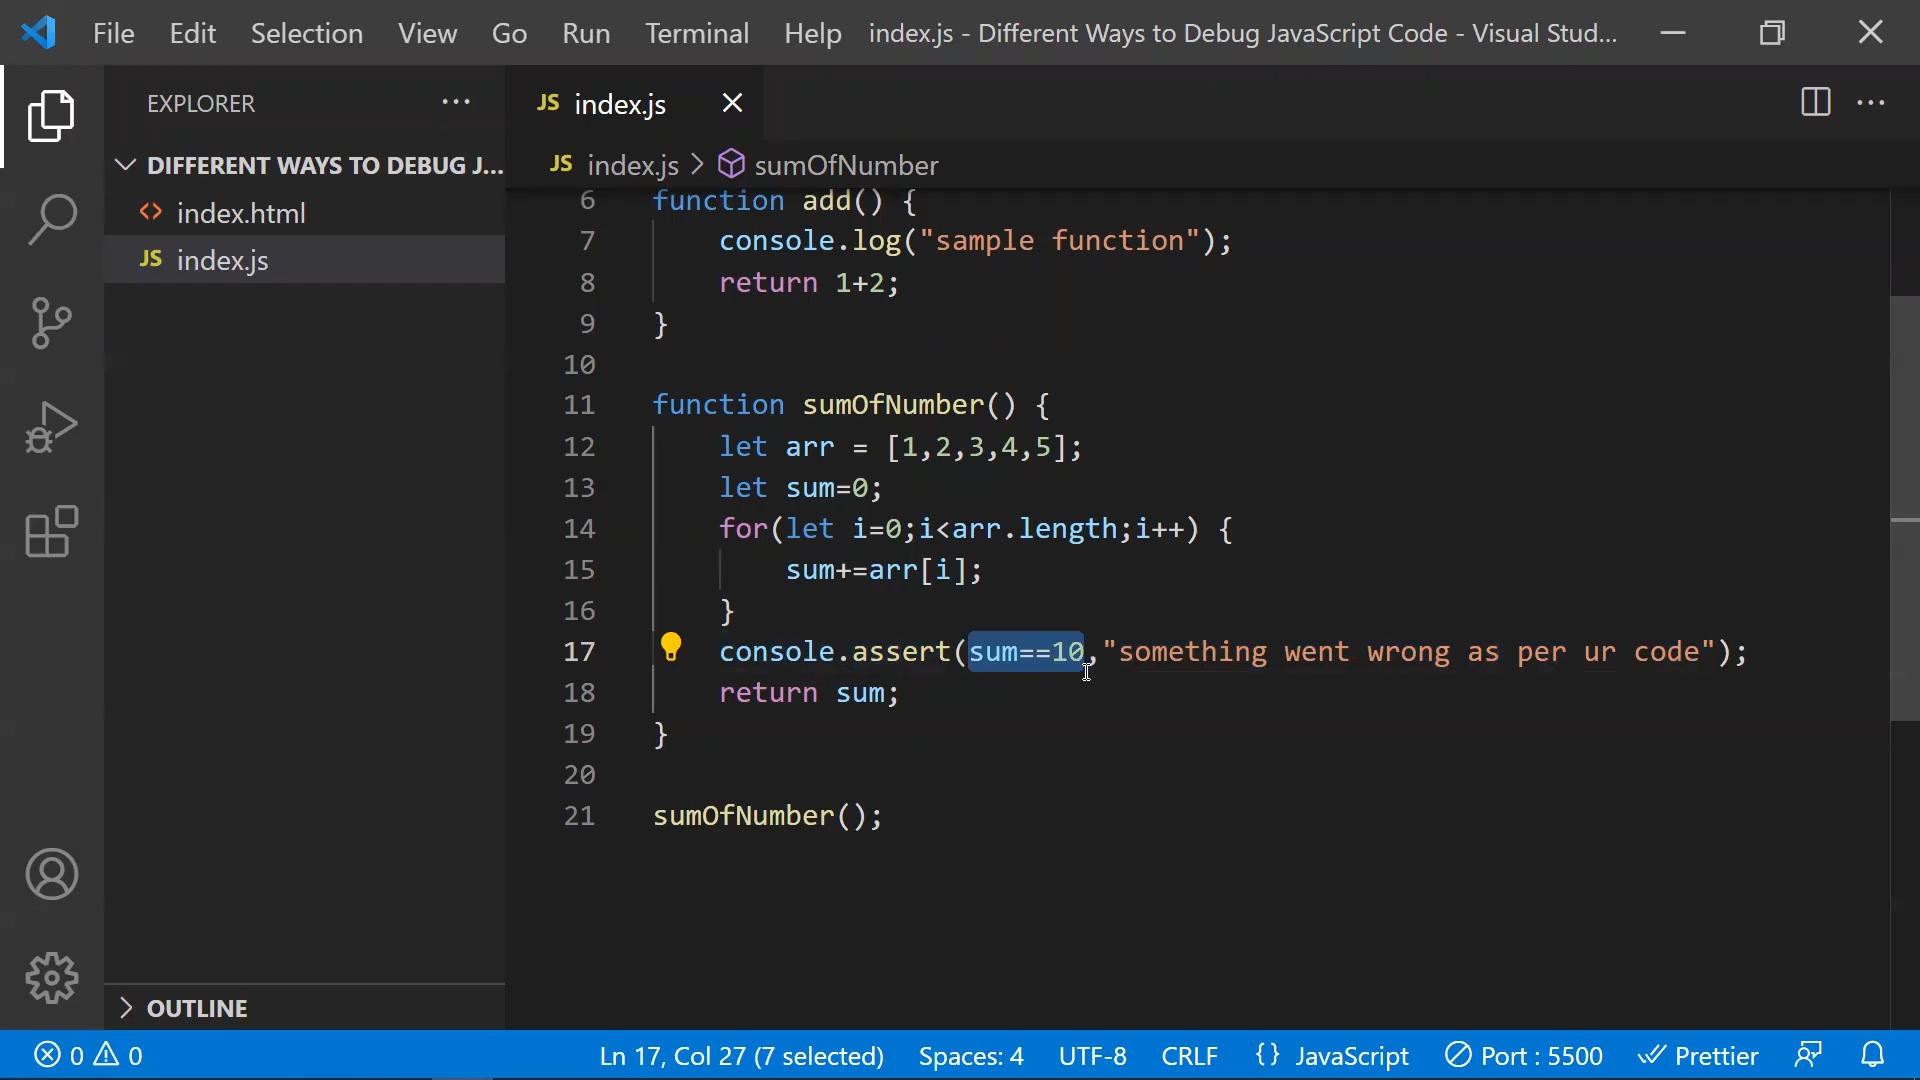 File Edit Selection View Go Run Terminal Help index.js - Different Ways to Debug JavaScript Code - Visual Stud...
EXPLORER ...
JS index.js
DIFFERENT WAYS TO DEBUG J...
index.html
JS index.js
JS index.js > sumOfNumber
6 function add() {
7 console.log("sample function");
8 return 1+2;
9 }
10
11 function sumOfNumber() {
12 let arr = [1,2,3,4,5];
13 let sum=0;
14 for(let i=0;i<arr.length;i++) {
15 sum+=arr[i];
16 }
17 console.assert(sum==10,"something went wrong as per ur code");
18 return sum;
19 }
20
21 sumOfNumber();
OUTLINE
0 0 Ln 17, Col 27 (7 selected) Spaces: 4 UTF-8 CRLF {} JavaScript Port : 5500 Prettier